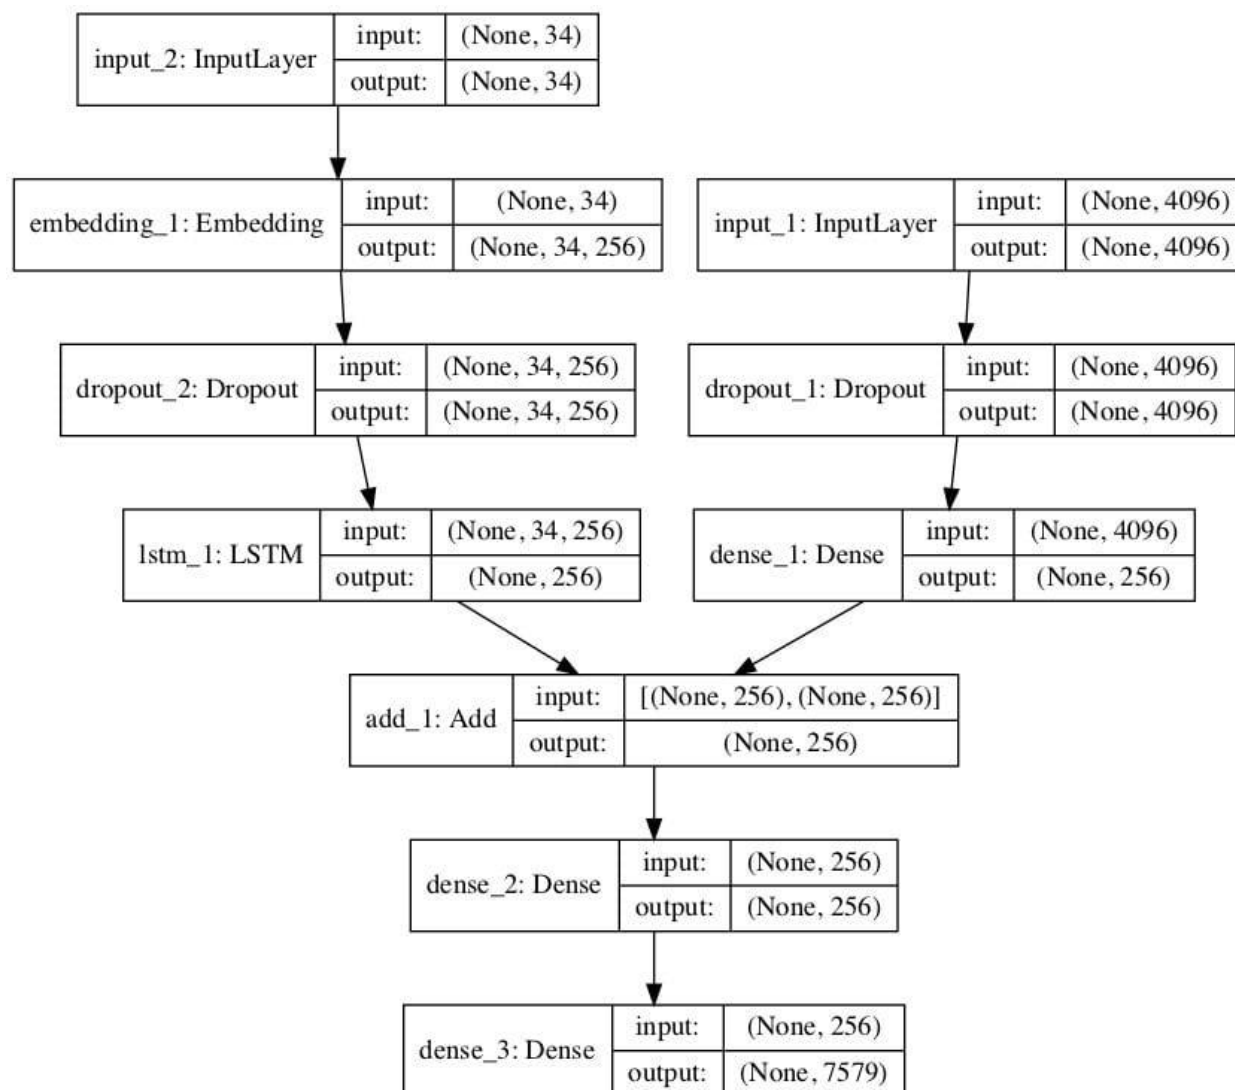 input_2: InputLayer
input: (None, 34)
output: (None, 34)
embedding_1: Embedding
input: (None, 34)
output: (None, 34, 256)
input_1: InputLayer
input: (None, 4096)
output: (None, 4096)
dropout_2: Dropout
input: (None, 34, 256)
output: (None, 34, 256)
dropout_1: Dropout
input: (None, 4096)
output: (None, 4096)
lstm_1: LSTM
input: (None, 34, 256)
output: (None, 256)
dense_1: Dense
input: (None, 4096)
output: (None, 256)
add_1: Add
input: [(None, 256), (None, 256)]
output: (None, 256)
dense_2: Dense
input: (None, 256)
output: (None, 256)
dense_3: Dense
input: (None, 256)
output: (None, 7579)